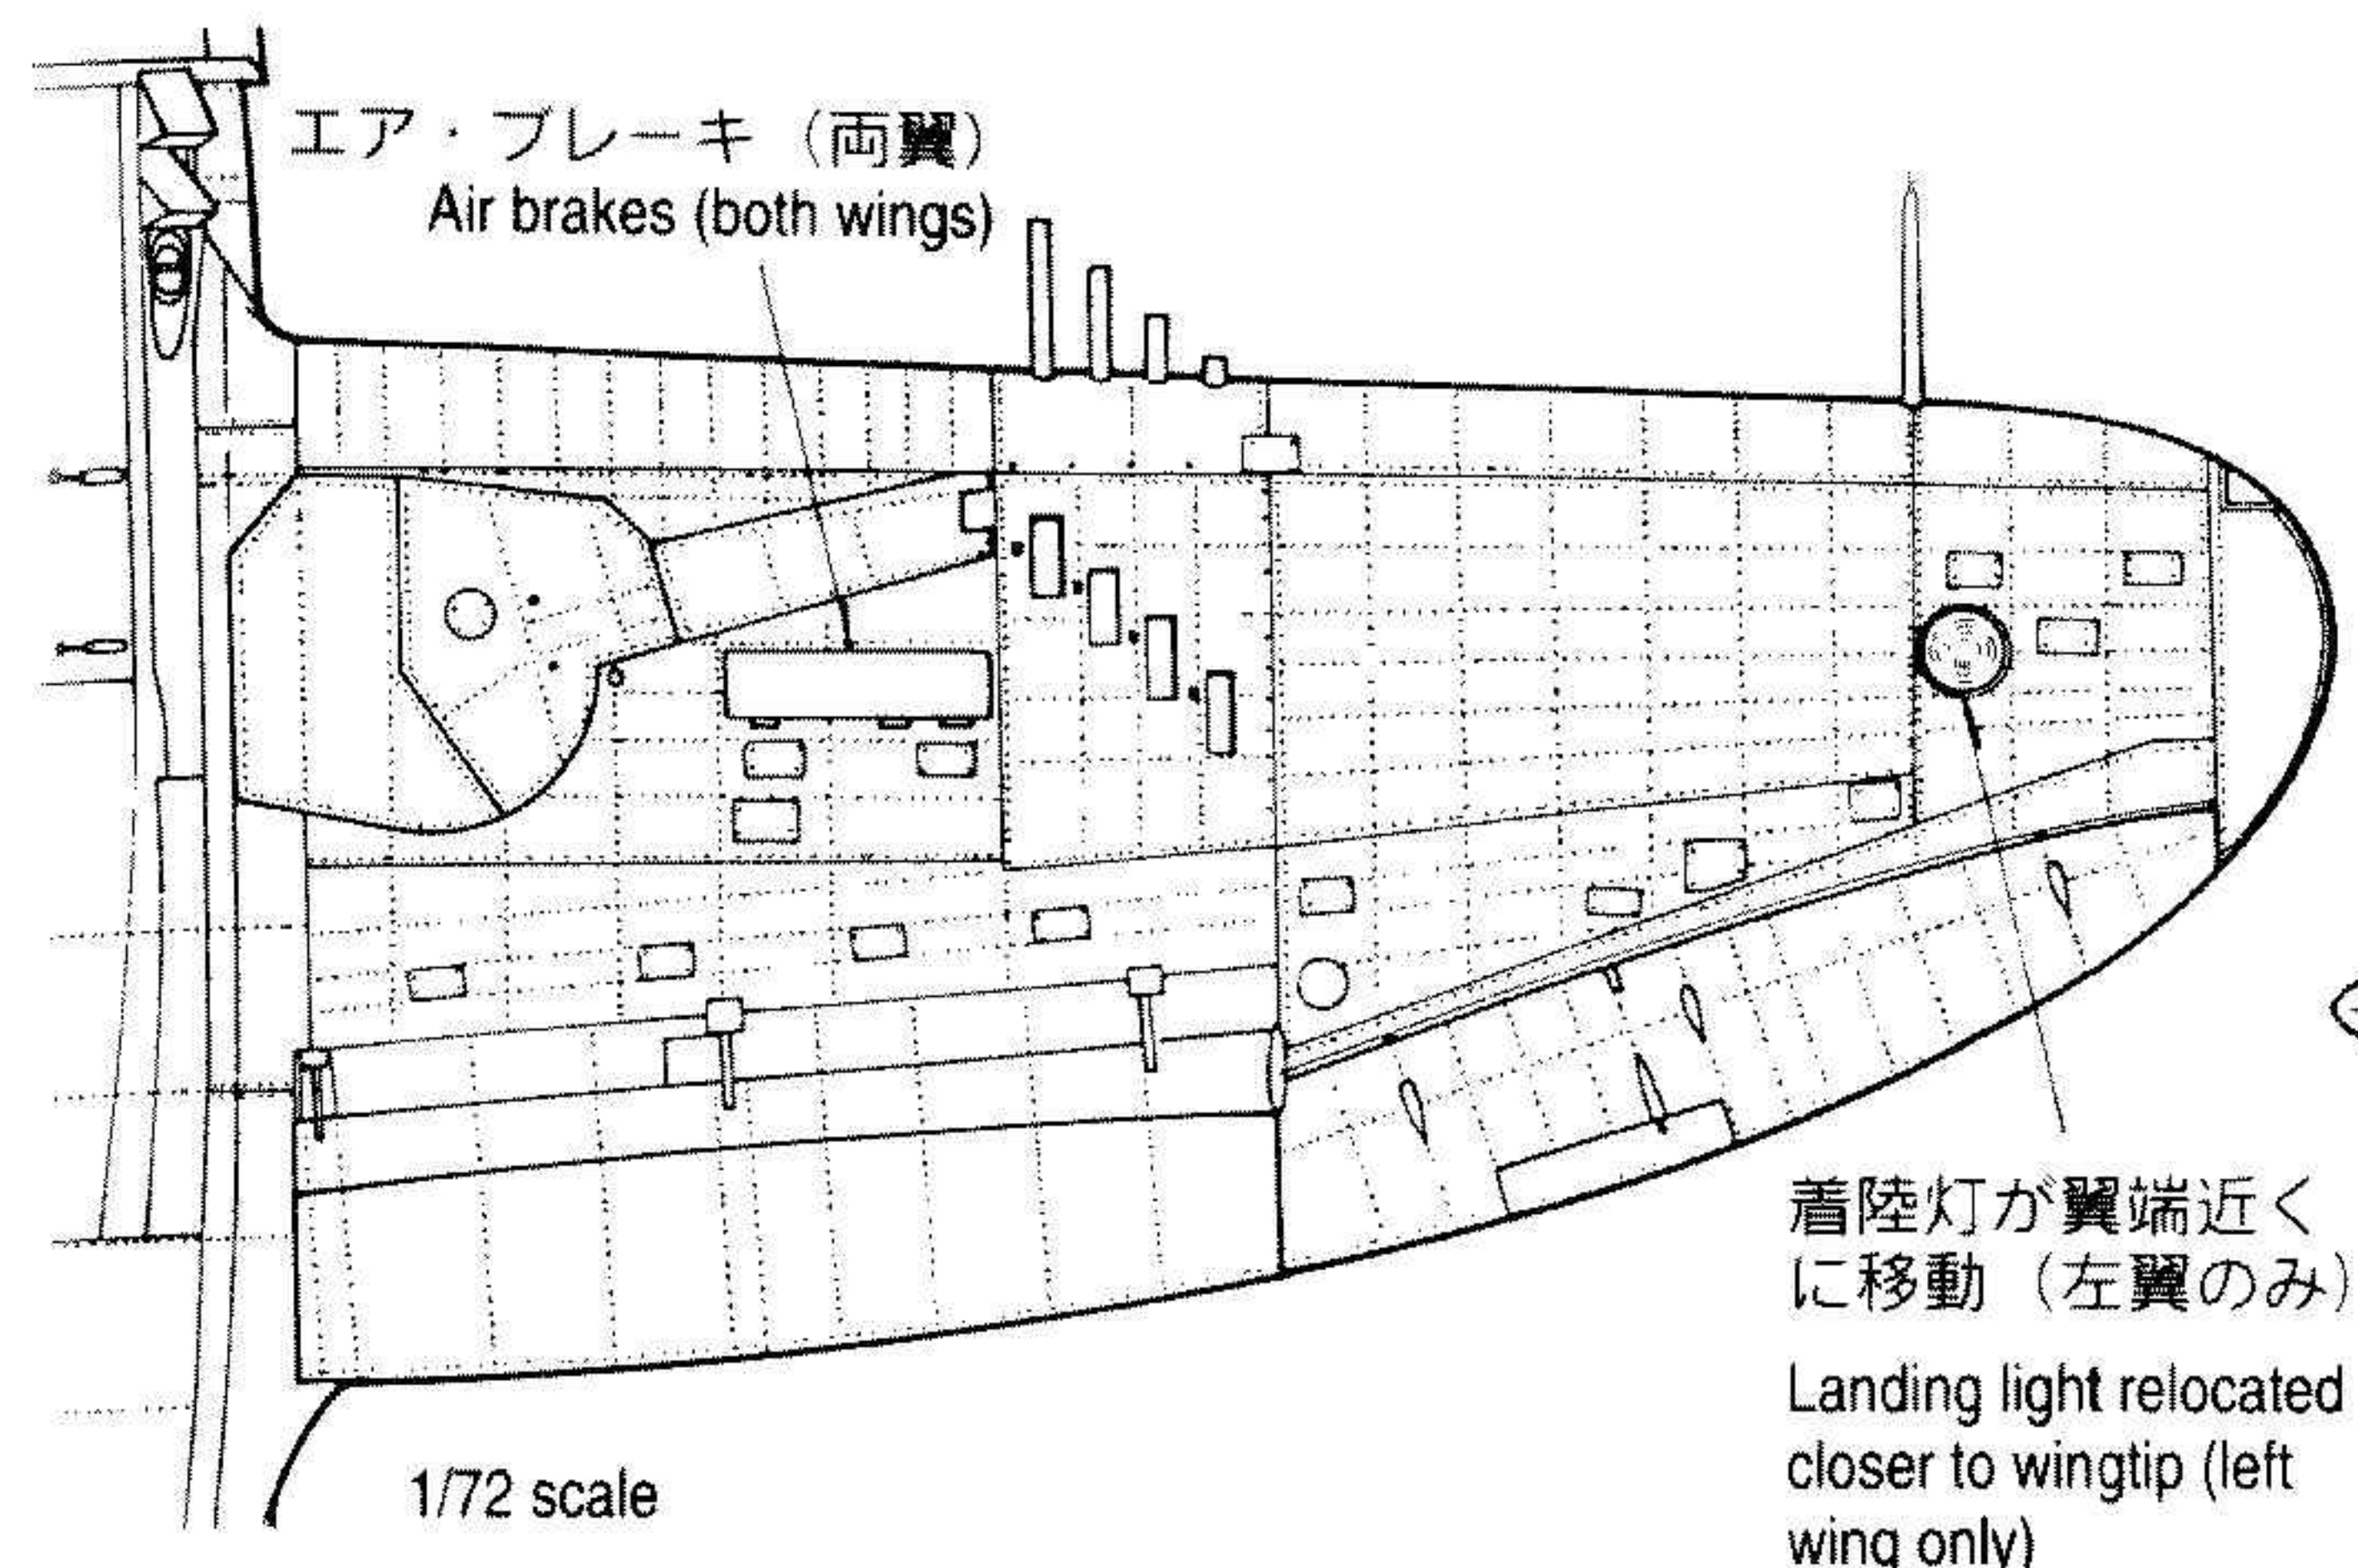 エア・ブレーキ（両翼）
Air brakes (both wings)
着陸灯が翼端近く
に移動（左翼のみ）
Landing light relocated
closer to wingtip (left
wing only)
1/72 scale